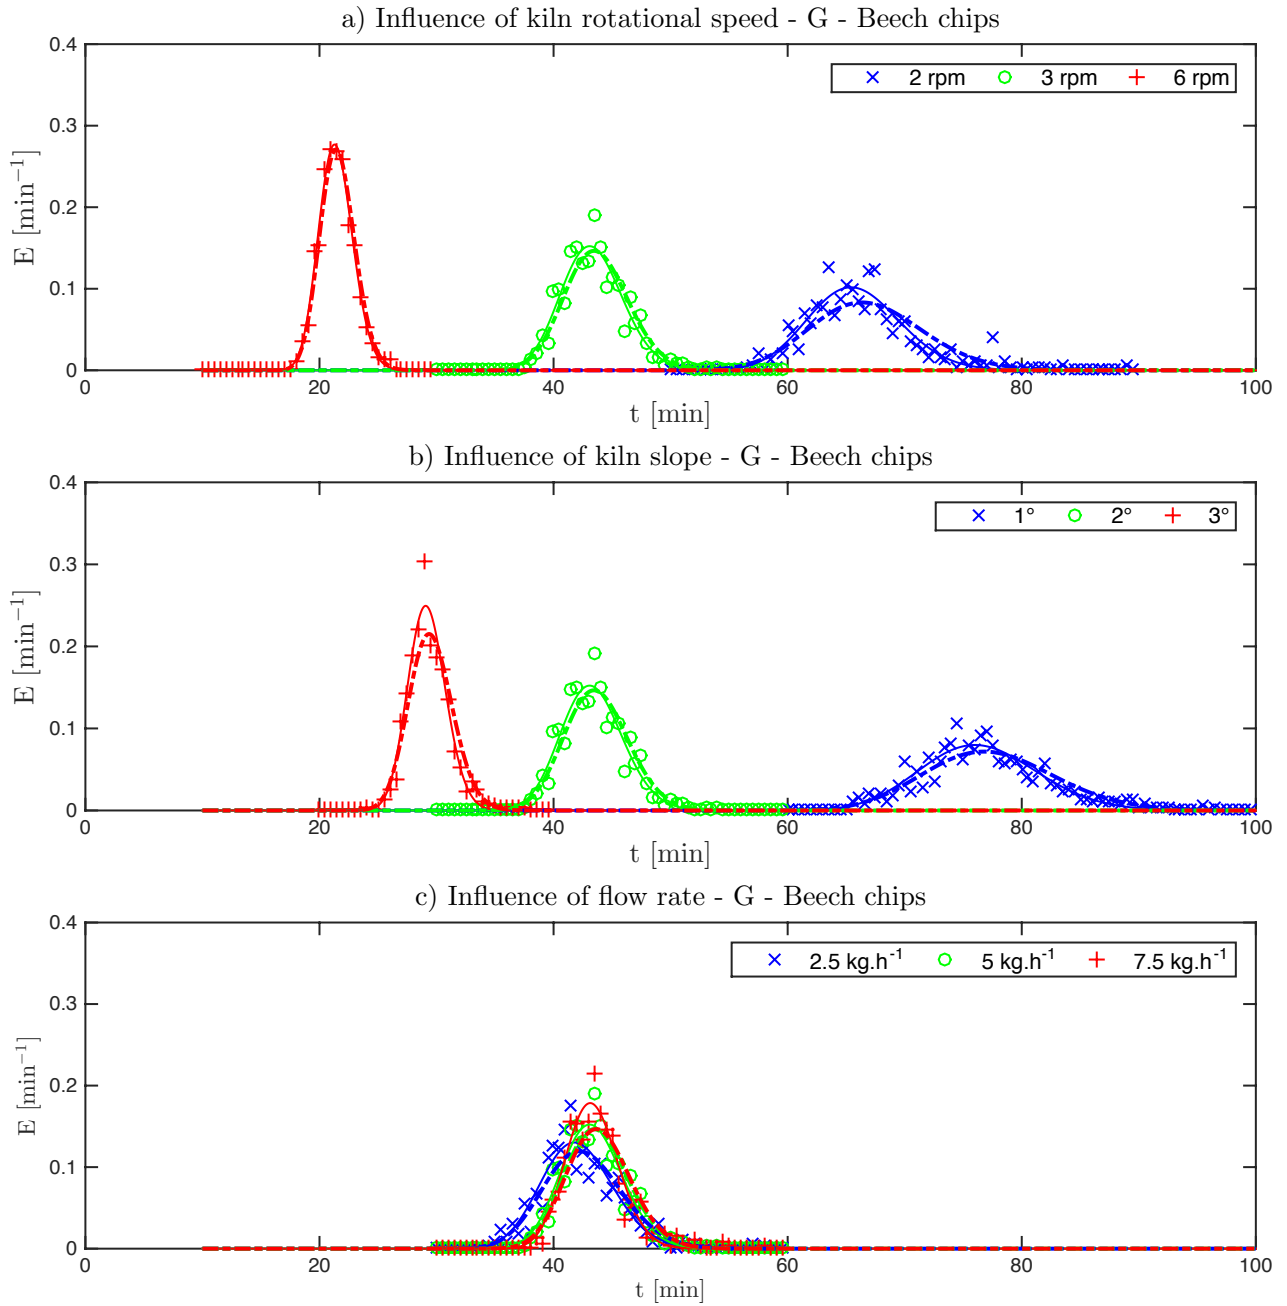 a) Influence of kiln rotational speed - G - Beech chips
0.4
0.3
0.2
0.1
0
E [min⁻¹]
2 rpm 3 rpm 6 rpm
0 20 40 60 80 100
t [min]
b) Influence of kiln slope - G - Beech chips
0.4
0.3
0.2
0.1
0
E [min⁻¹]
1° 2° 3°
0 20 40 60 80 100
t [min]
c) Influence of flow rate - G - Beech chips
0.4
0.3
0.2
0.1
0
E [min⁻¹]
2.5 kg.h⁻¹ 5 kg.h⁻¹ 7.5 kg.h⁻¹
0 20 40 60 80 100
t [min]